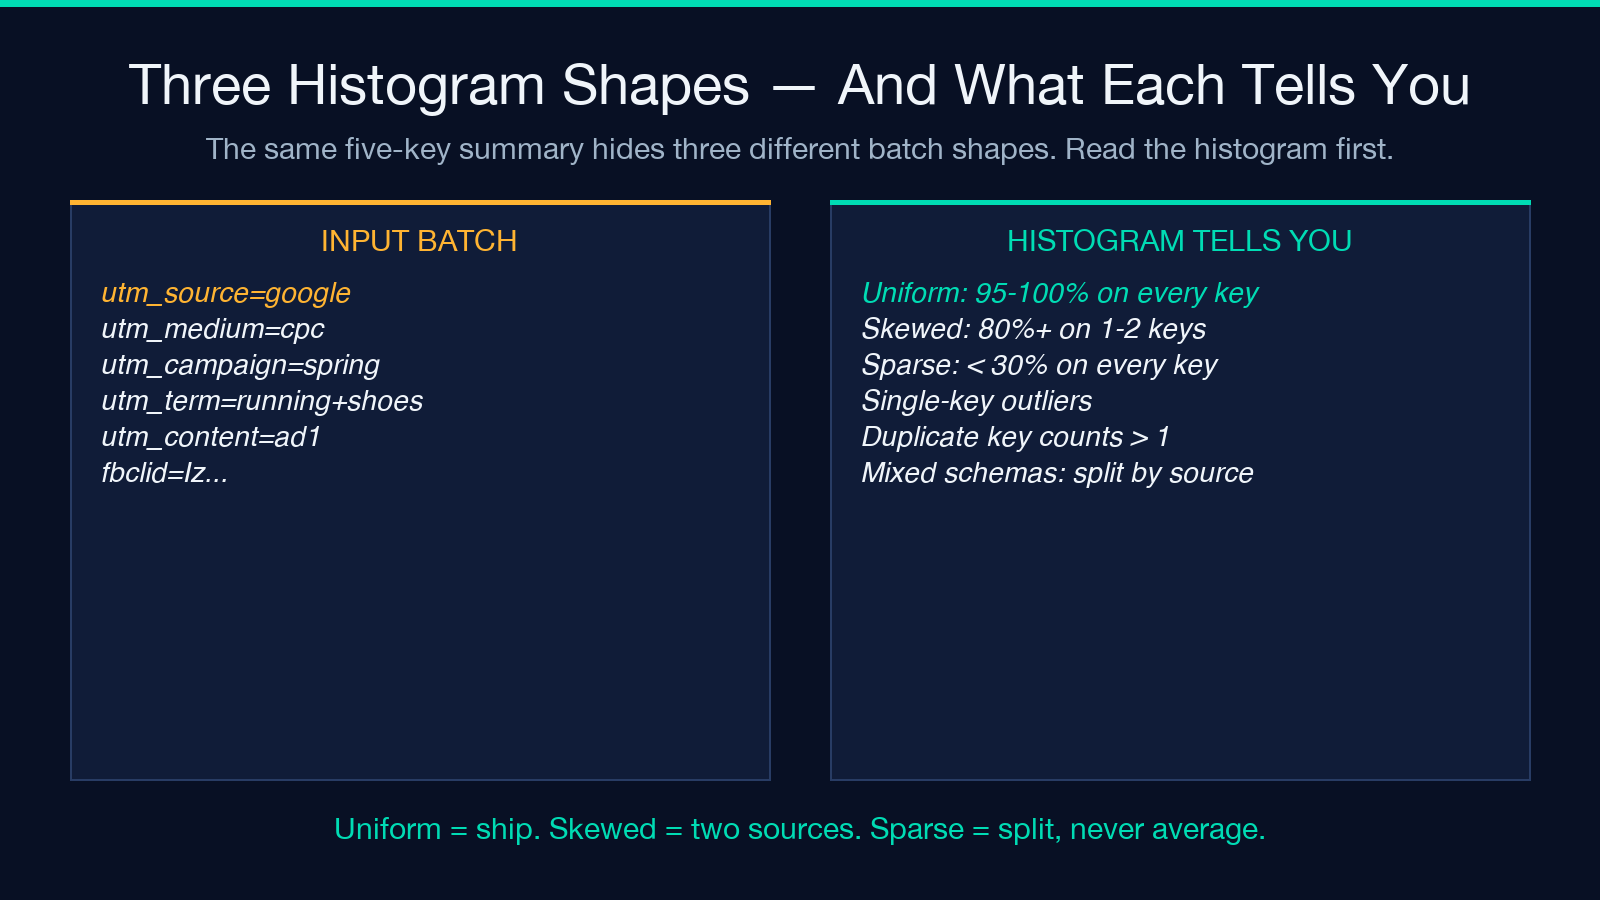 Three Histogram Shapes — And What Each Tells You
The same five-key summary hides three different batch shapes. Read the histogram first.
INPUT BATCH
utm_source=google
utm_medium=cpc
utm_campaign=spring
utm_term=running+shoes
utm_content=ad1
fbclid=Iz...
HISTOGRAM TELLS YOU
Uniform: 95-100% on every key
Skewed: 80%+ on 1-2 keys
Sparse: < 30% on every key
Single-key outliers
Duplicate key counts > 1
Mixed schemas: split by source
Uniform = ship. Skewed = two sources. Sparse = split, never average.